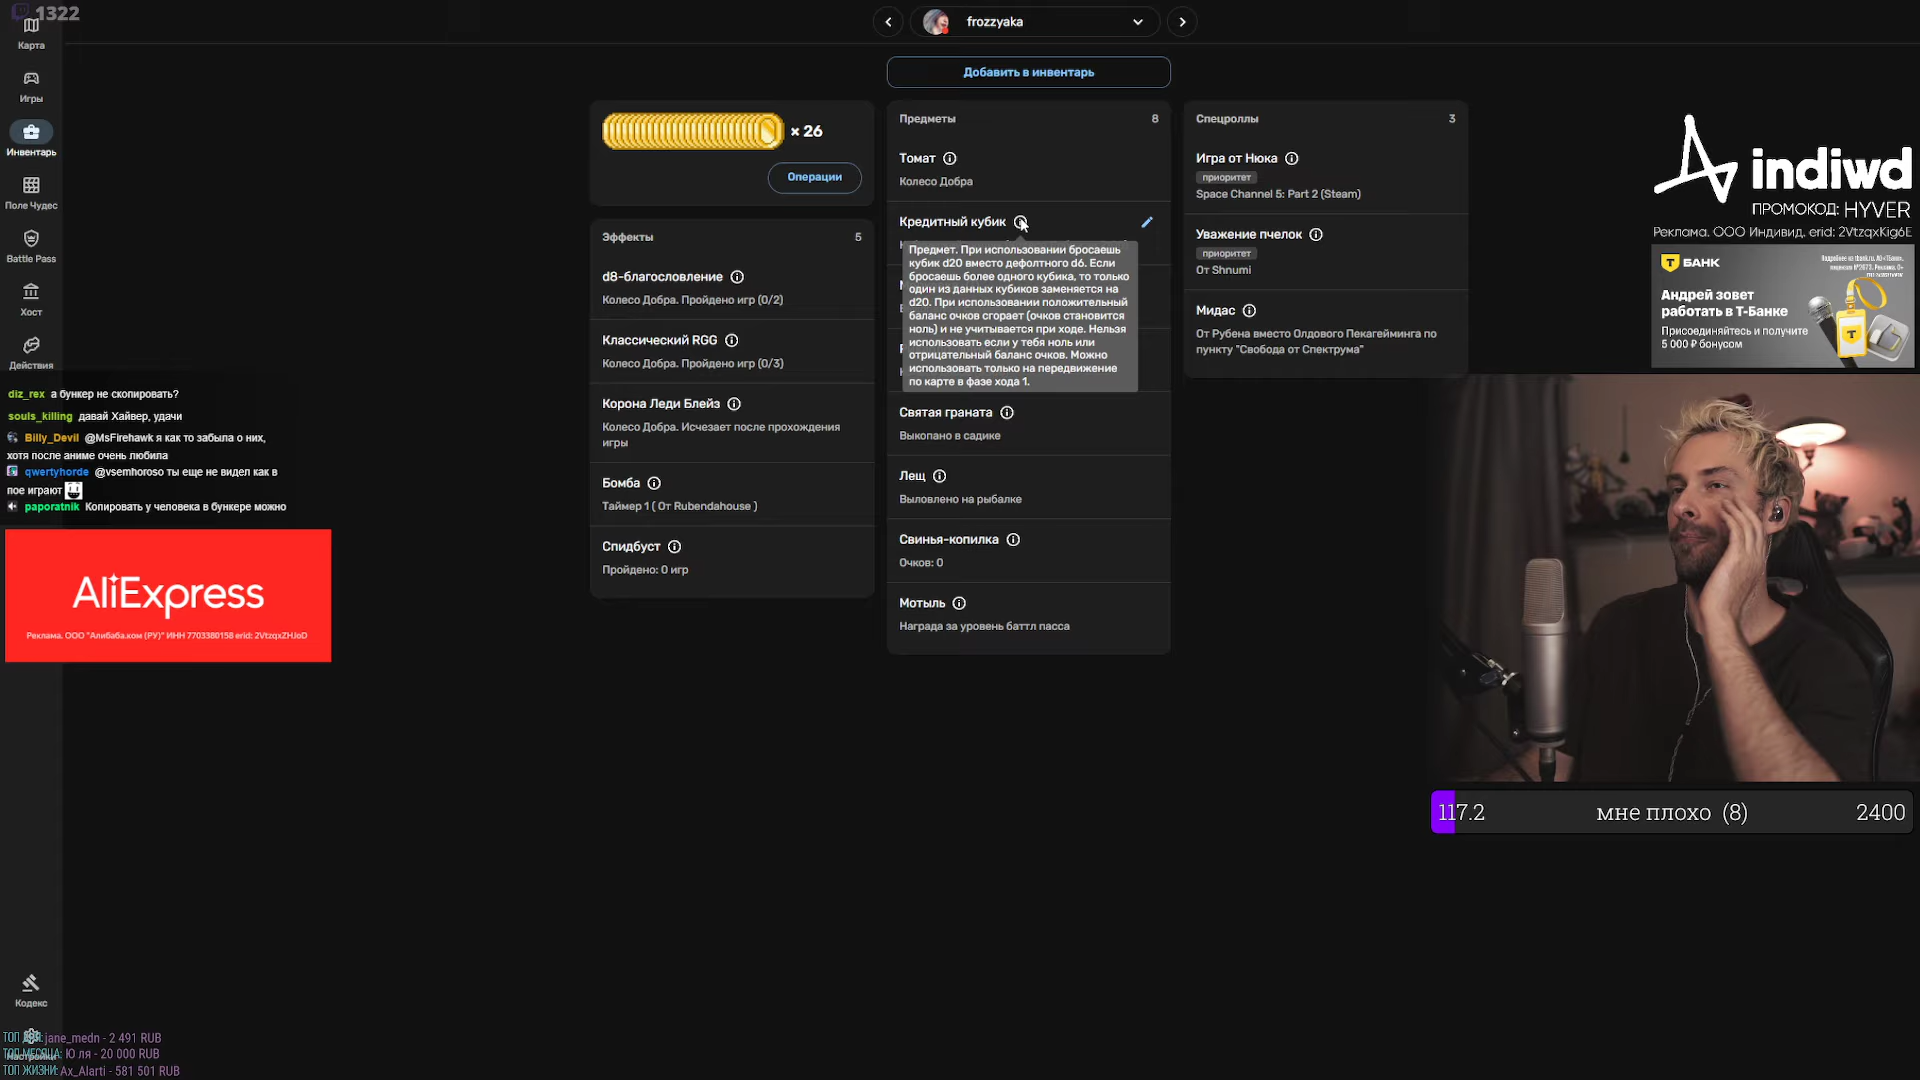 1322
Карта
Игры
Инвентарь
Поле Чудес
Battle Pass
Хост
Действия
frozzyaka
Добавить в инвентарь
× 26
Операции
Эффекты 5
d8-благословление
Колесо Добра. Пройдено игр (0/2)
Классический RGG
Колесо Добра. Пройдено игр (0/3)
Корона Леди Блейз
Колесо Добра. Исчезает после прохождения
игры
Бомба
Таймер 1 ( От Rubendahouse )
Спидбуст
Пройдено: 0 игр
Предметы 8
Томат
Колесо Добра
Кредитный кубик
Предмет. При использовании бросаешь
кубик d20 вместо дефолтного d6. Если
бросаешь более одного кубика, то только
один из данных кубиков заменяется на
d20. При использовании положительный
баланс очков сгорает (очков становится
ноль) и не учитывается при ходе. Нельзя
использовать если у тебя ноль или
отрицательный баланс очков. Можно
использовать только на передвижение
по карте в фазе хода 1.
Святая граната
Выкопано в садике
Лещ
Выловлено на рыбалке
Свинья-копилка
Очков: 0
Мотыль
Награда за уровень баттл пасса
Спецроллы 3
Игра от Нюка
приоритет
Space Channel 5: Part 2 (Steam)
Уважение пчелок
приоритет
От Shnumi
Мидас
От Рубена вместо Олдового Пекагейминга по
пункту "Свобода от Спектрума"
indiwd
ПРОМОКОД: HYVER
Реклама. ООО Индивид. erid: 2VtzqxKig6E
Т БАНК
Андрей зовет
работать в Т-Банке
Присоединяйтесь и получите
5 000 ₽ бонусом
diz_rex а бункер не скопировать?
souls_killing давай Хайвер, удачи
Billy_Devil @MsFirehawk я как то забыла о них,
хотя после аниме очень любила
qwertyhorde @vsemhoroso ты еще не видел как в
пое играют
paporatnik Копировать у человека в бункере можно
AliExpress
Реклама. ООО "Алибаба.ком (РУ)" ИНН 7703380158 erid: 2VtzqxZHJoD
117.2 мне плохо (8) 2400
Кодекс
Настройки
ТОП ДНЯ: jane_medn - 2 491 RUB
ТОП МЕСЯЦА: Ю ля - 20 000 RUB
ТОП ЖИЗНИ: Ax_Alarti - 581 501 RUB